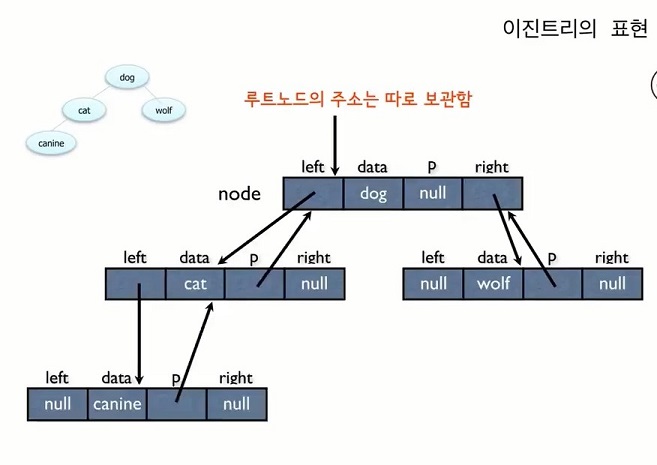 이진트리의 표현
dog
cat
wolf
canine
루트노드의 주소는 따로 보관함
left data p right
node
dog null
left data p right
cat null
left data p right
null wolf null
left data p right
null canine null